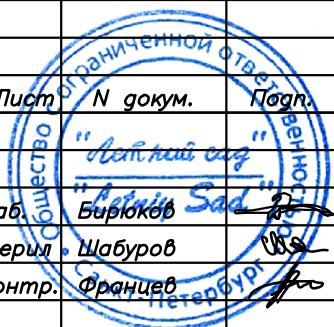 Лист N докум. Подп.
Общество с ограниченной ответственностью
"Летний сад"
"Letniy Sad"
Санкт-Петербург
аб. Бирюков
ерил Шабуров
онтр. Францев